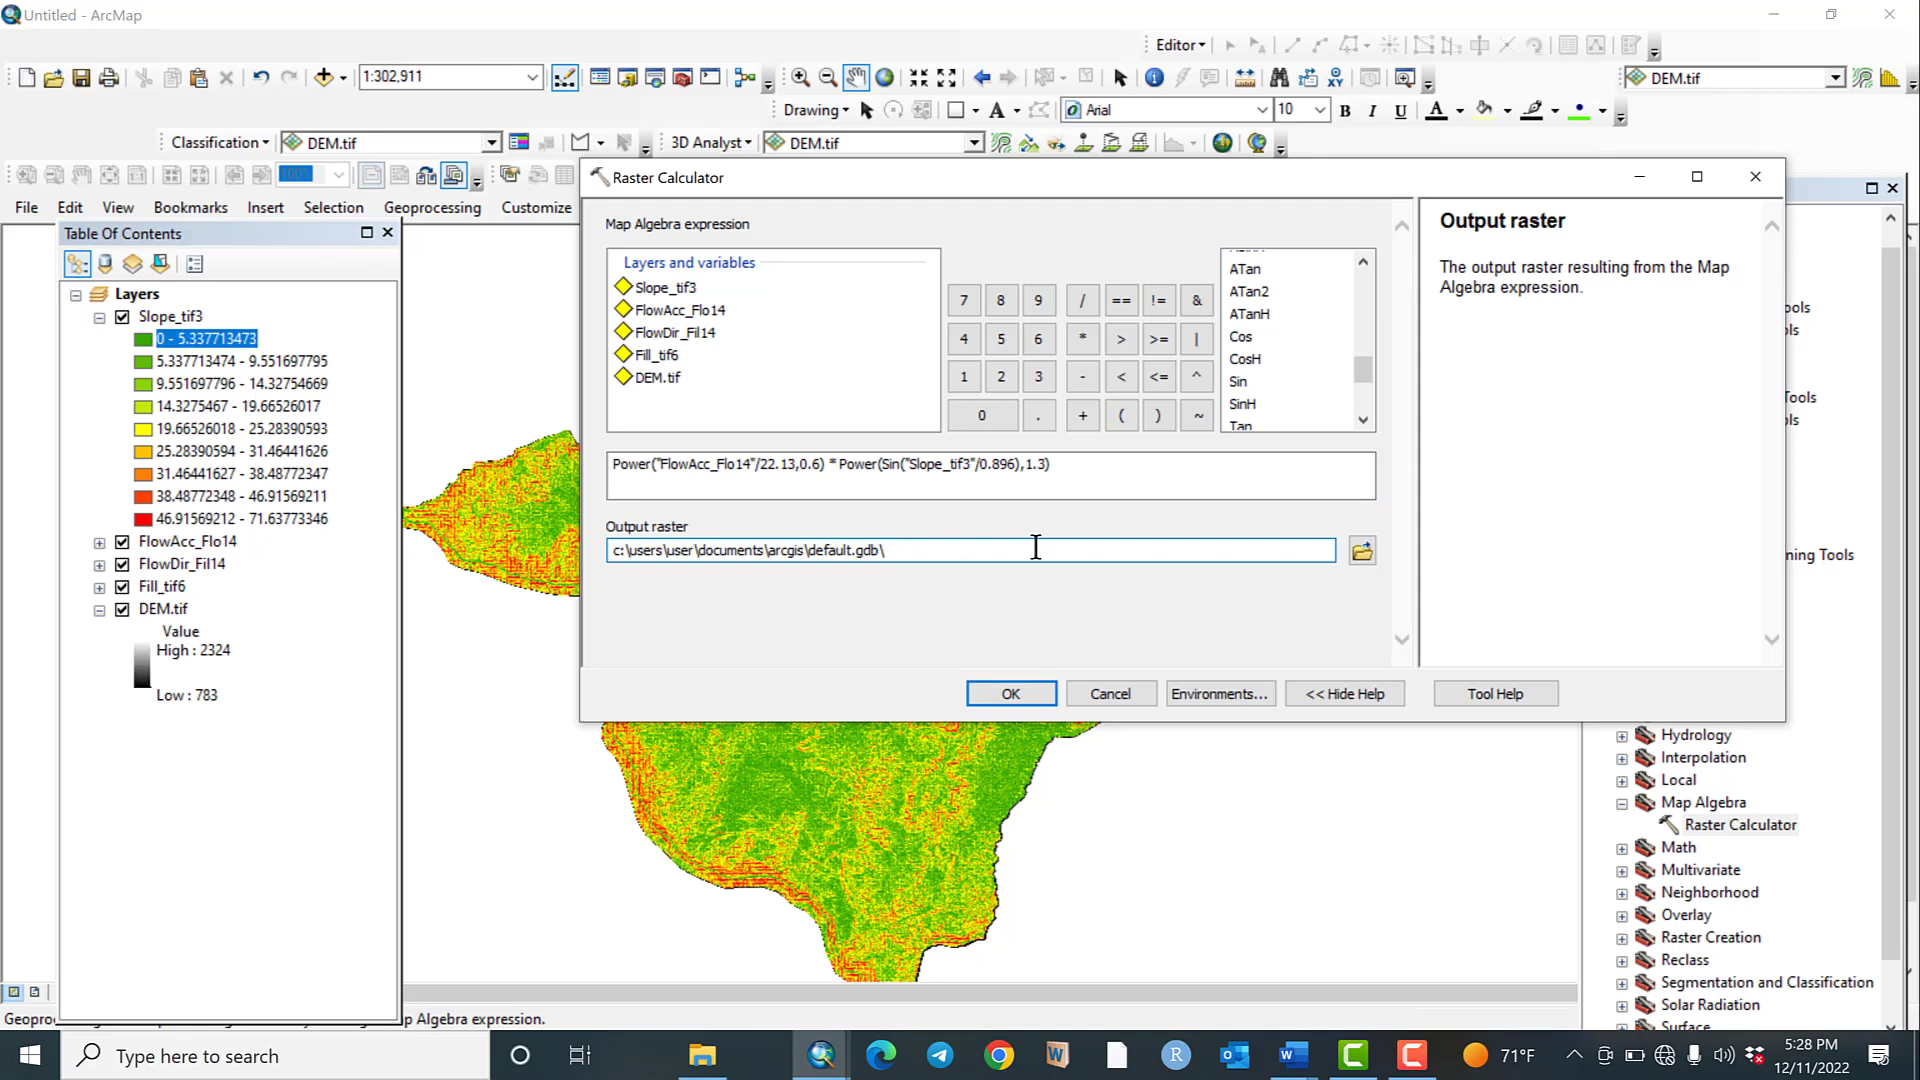 Untitled - ArcMap
Editor
1:302,911
DEM.tif
Drawing
A
Arial
10
B I U A
Classification
DEM.tif
3D Analyst
DEM.tif
100%
File Edit View Bookmarks Insert Selection Geoprocessing Customize
Table Of Contents
Layers
Slope_tif3
0 - 5.337713473
5.337713474 - 9.551697795
9.551697796 - 14.32754669
14.3275467 - 19.66526017
19.66526018 - 25.28390593
25.28390594 - 31.46441626
31.46441627 - 38.48772347
38.48772348 - 46.91569211
46.91569212 - 71.63773346
FlowAcc_Flo14
FlowDir_Fil14
Fill_tif6
DEM.tif
Value
High : 2324
Low : 783
Raster Calculator
Map Algebra expression
Layers and variables
Slope_tif3
FlowAcc_Flo14
FlowDir_Fil14
Fill_tif6
DEM.tif
7 8 9 / == != &
4 5 6 * > >= |
1 2 3 - < <= ^
0 . + ( ) ~
ATan
ATan2
ATanH
Cos
CosH
Sin
SinH
Tan
Power("FlowAcc_Flo14"/22.13,0.6) * Power(Sin("Slope_tif3"/0.896),1.3)
Output raster
c:\users\user\documents\arcgis\default.gdb\
OK
Cancel
Environments...
<< Hide Help
Tool Help
Output raster
The output raster resulting from the Map
Algebra expression.
ools
ls
Tools
ning Tools
Hydrology
Interpolation
Local
Map Algebra
Raster Calculator
Math
Multivariate
Neighborhood
Overlay
Raster Creation
Reclass
Segmentation and Classification
Solar Radiation
Surface
Geopro
Algebra expression.
Type here to search
71°F
5:28 PM
12/11/2022